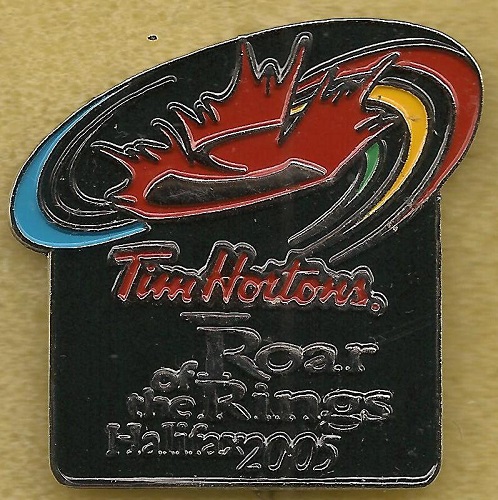 Tim Hortons.
Roar
of
the Rings
Halifax 2005